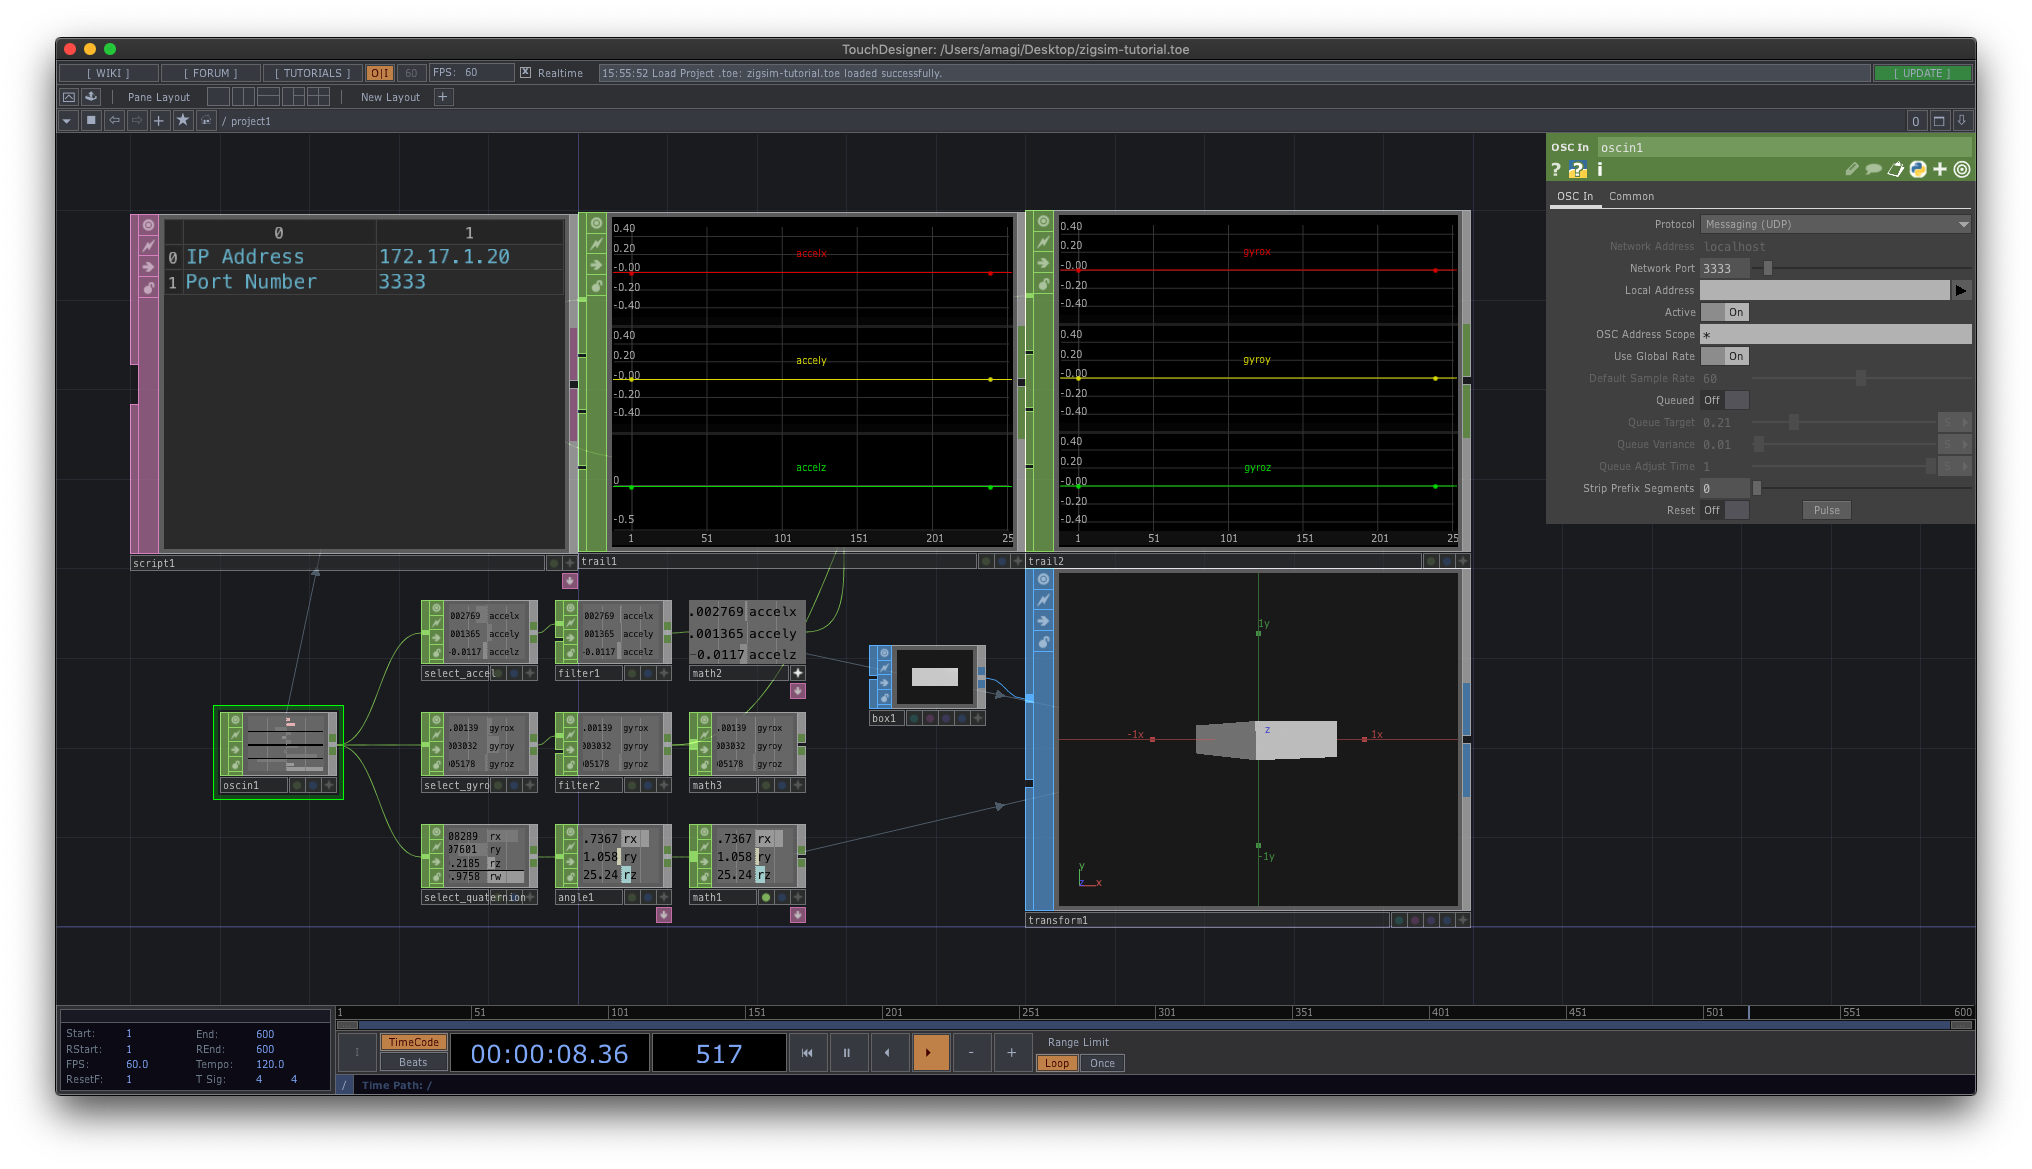 TouchDesigner: /Users/amagi/Desktop/zigsim-tutorial.toe
[ WIKI ] [ FORUM ] [ TUTORIALS ] O|I 60 FPS: 60 Realtime 15:55:52 Load Project .toe: zigsim-tutorial.toe loaded successfully. [ UPDATE ]
Pane Layout New Layout +
/ project1 0
0 1
0 IP Address 172.17.1.20
1 Port Number 3333
script1
0.40
0.20
-0.00
-0.20
-0.40
accelx
0.40
0.20
-0.00
-0.20
-0.40
accely
0
-0.5
accelz
1 51 101 151 201 25
trail1
0.40
0.20
-0.00
-0.20
-0.40
gyrox
0.40
0.20
-0.00
-0.20
-0.40
gyroy
0.40
0.20
-0.00
-0.20
-0.40
gyroz
1 51 101 151 201 25
trail2
OSC In oscin1
? ? i
OSC In Common
Protocol Messaging (UDP)
Network Address localhost
Network Port 3333
Local Address
Active On
OSC Address Scope *
Use Global Rate On
Default Sample Rate 60
Queued Off
Queue Target 0.21 S
Queue Variance 0.01 S
Queue Adjust Time 1 S
Strip Prefix Segments 0
Reset Off Pulse
oscin1
002769 accelx
001365 accely
-0.0117 accelz
select_accel
002769 accelx
001365 accely
-0.0117 accelz
filter1
.002769 accelx
.001365 accely
-0.0117 accelz
math2
.00139 gyrox
003032 gyroy
005178 gyroz
select_gyro
.00139 gyrox
003032 gyroy
005178 gyroz
filter2
.00139 gyrox
003032 gyroy
005178 gyroz
math3
08289 rx
07601 ry
.2185 rz
.9758 rw
select_quaternion
.7367 rx
1.058 ry
25.24 rz
angle1
.7367 rx
1.058 ry
25.24 rz
math1
box1
1y
-1x z 1x
-1y
y
z x
transform1
1 51 101 151 201 251 301 351 401 451 501 551 600
Start: 1 End: 600
RStart: 1 REnd: 600
FPS: 60.0 Tempo: 120.0
ResetF: 1 T Sig: 4 4
I TimeCode
Beats
00:00:08.36 517 - +
Range Limit
Loop Once
/ Time Path: /